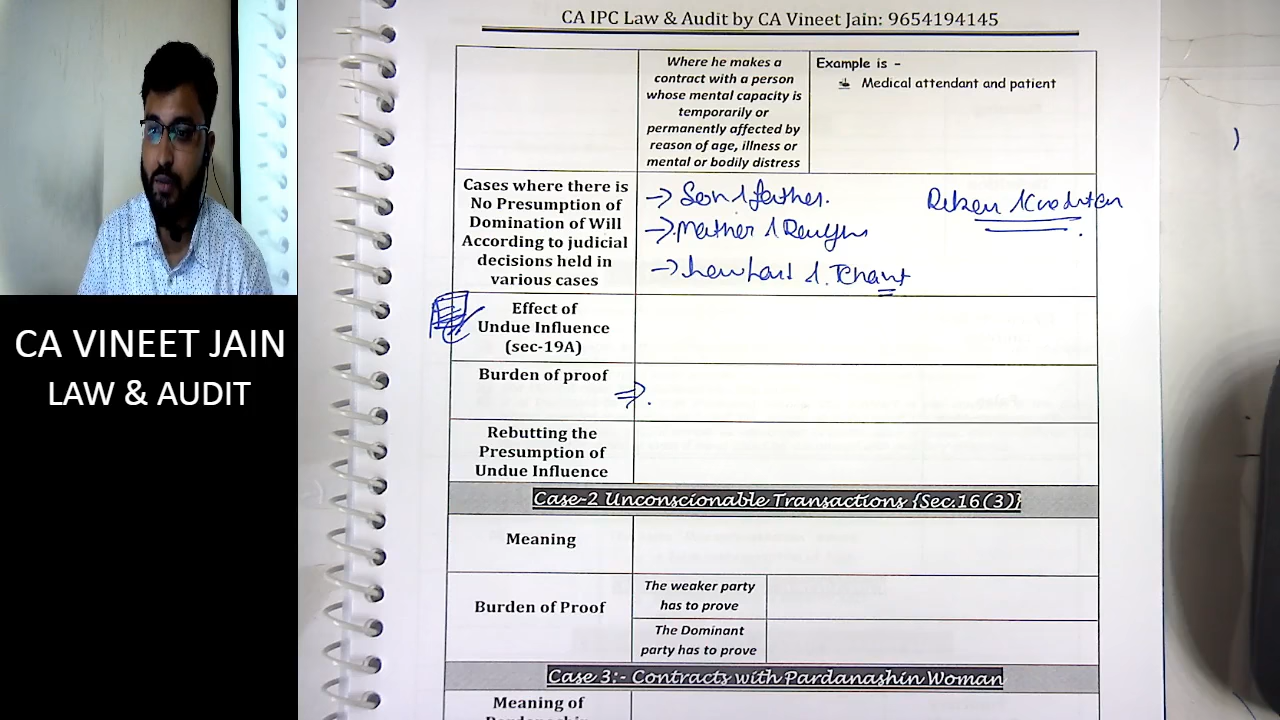 CA IPC Law & Audit by CA Vineet Jain: 9654194145
Where he makes a
contract with a person
whose mental capacity is
temporarily or
permanently affected by
reason of age, illness or
mental or bodily distress
Example is -
Medical attendant and patient
Cases where there is
No Presumption of
Domination of Will
According to judicial
decisions held in
various cases
→ Son & father.
→ Mother &
→ & Tenant
Effect of
Undue Influence
(sec-19A)
Burden of proof
⇒.
Rebutting the
Presumption of
Undue Influence
Case-2 Unconscionable Transactions {Sec.16(3)}
Meaning
Burden of Proof
The weaker party
has to prove
The Dominant
party has to prove
Case 3:- Contracts with Pardanashin Woman
Meaning of
CA VINEET JAIN
LAW & AUDIT